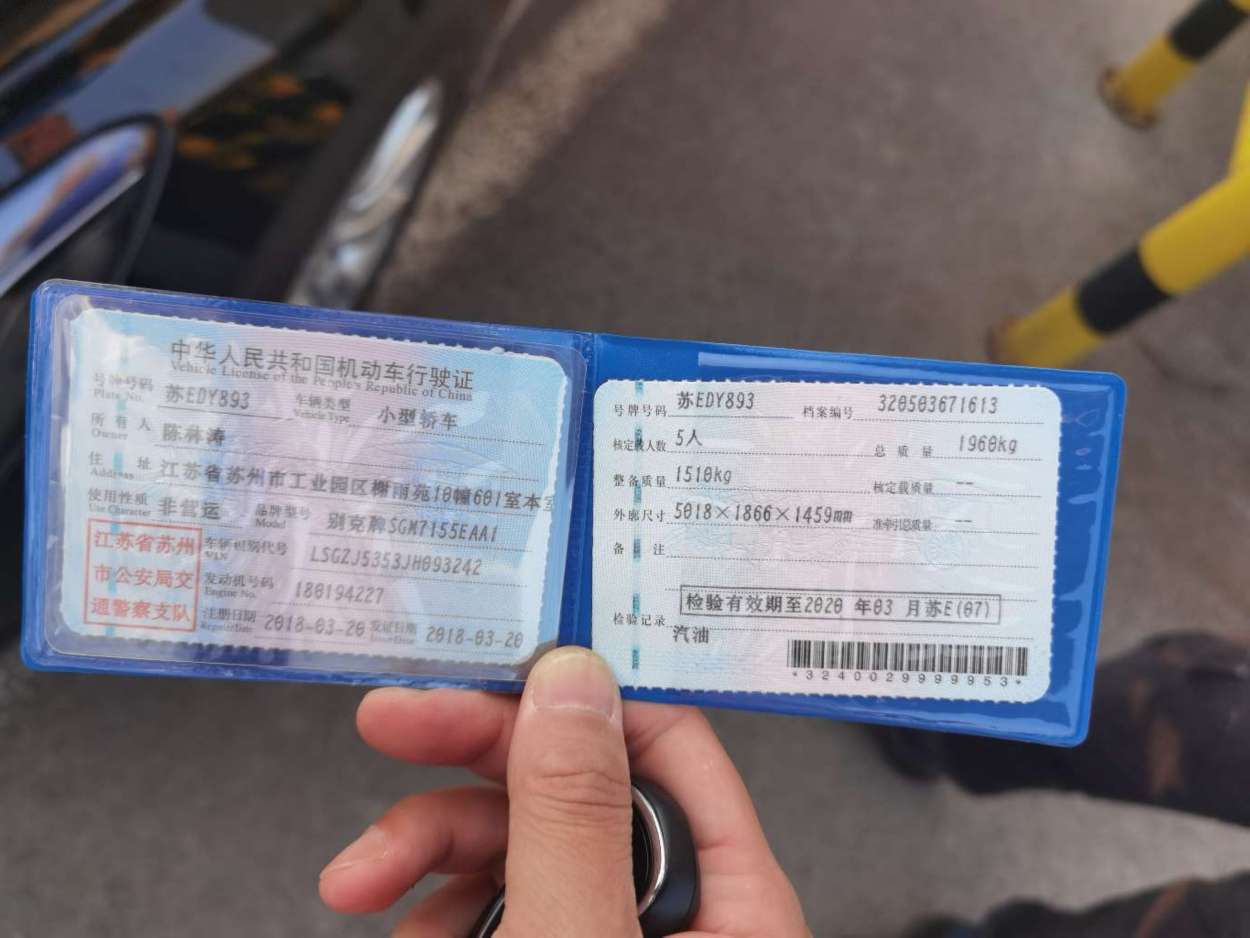 中华人民共和国机动车行驶证
Vehicle License of the People's Republic of China
号牌号码 苏EDY893 车辆类型 小型轿车
Plate No. Vehicle Type
所有人 陈林涛
Owner
住址 江苏省苏州市工业园区榭雨苑10幢601室本室
Address
使用性质 非营运 品牌型号 别克牌SGM7155EAA1
Use Character Model
江苏省苏州
市公安局交
通警察支队
车辆识别代号 LSGZJ5353JH093242
VIN
发动机号码 180194227
Engine No.
注册日期 2018-03-20 发证日期 2018-03-20
号牌号码 苏EDY893 档案编号 320503671613
核定载人数 5人 总质量 1960kg
整备质量 1510kg 核定载质量 --
外廓尺寸 5018×1866×1459mm 准牵引总质量 --
备注
检验有效期至2020 年03 月苏E(07)
检验记录
汽油
*3240029999953*